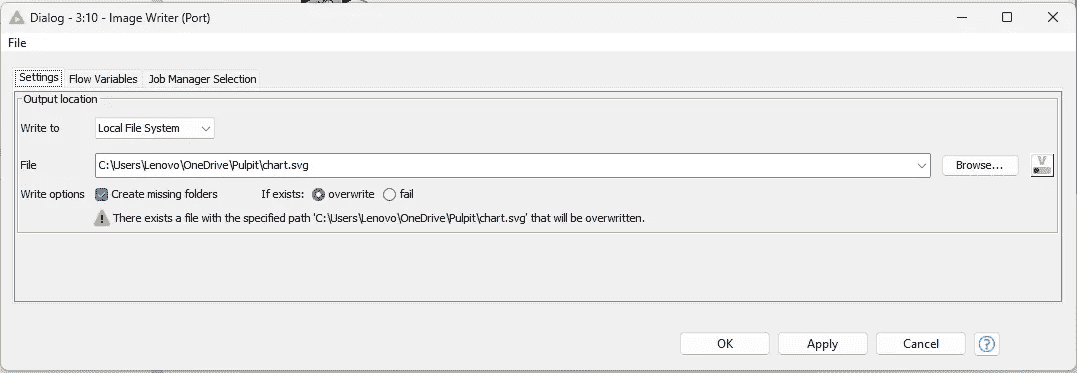 Dialog - 3:10 - Image Writer (Port)
File
Settings Flow Variables Job Manager Selection
Output location
Write to Local File System
File C:\Users\Lenovo\OneDrive\Pulpit\chart.svg Browse...
Write options Create missing folders If exists: overwrite fail
There exists a file with the specified path 'C:\Users\Lenovo\OneDrive\Pulpit\chart.svg' that will be overwritten.
OK Apply Cancel ?